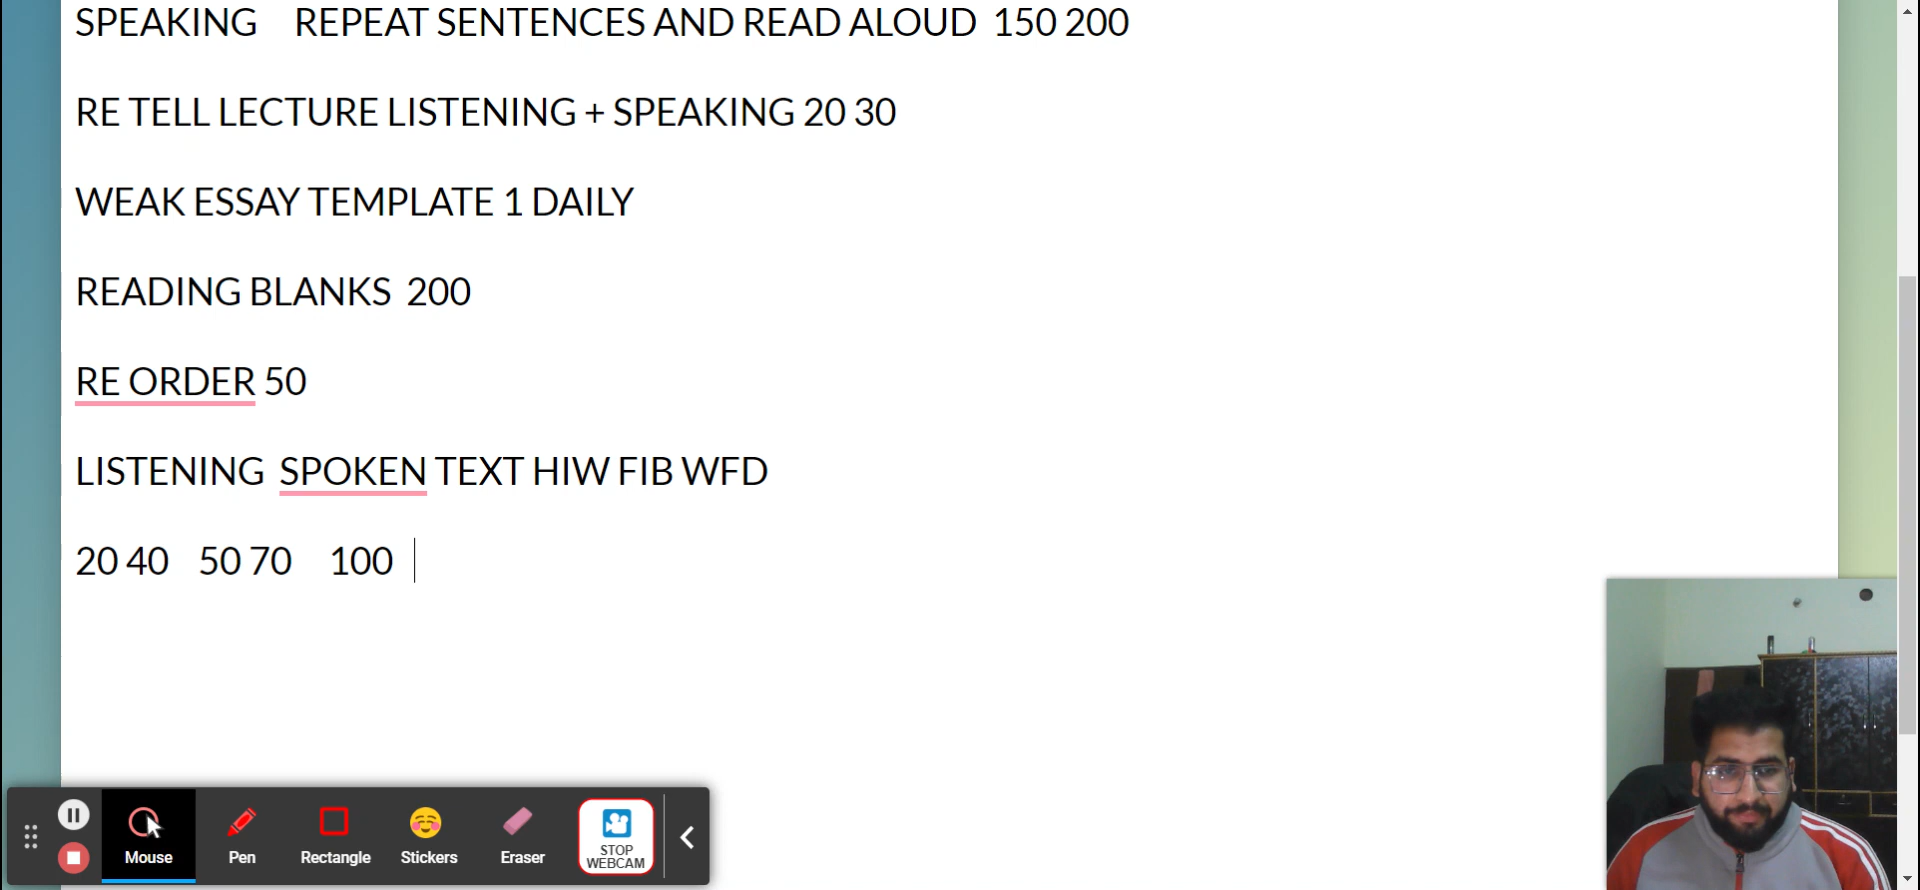 SPEAKING REPEAT SENTENCES AND READ ALOUD 150 200
RE TELL LECTURE LISTENING + SPEAKING 20 30
WEAK ESSAY TEMPLATE 1 DAILY
READING BLANKS 200
RE ORDER 50
LISTENING SPOKEN TEXT HIW FIB WFD
20 40 50 70 100
Mouse Pen Rectangle Stickers Eraser STOP
WEBCAM